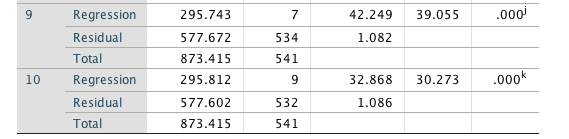 9 Regression 295.743 7 42.249 39.055 .000j
Residual 577.672 534 1.082
Total 873.415 541
10 Regression 295.812 9 32.868 30.273 .000k
Residual 577.602 532 1.086
Total 873.415 541